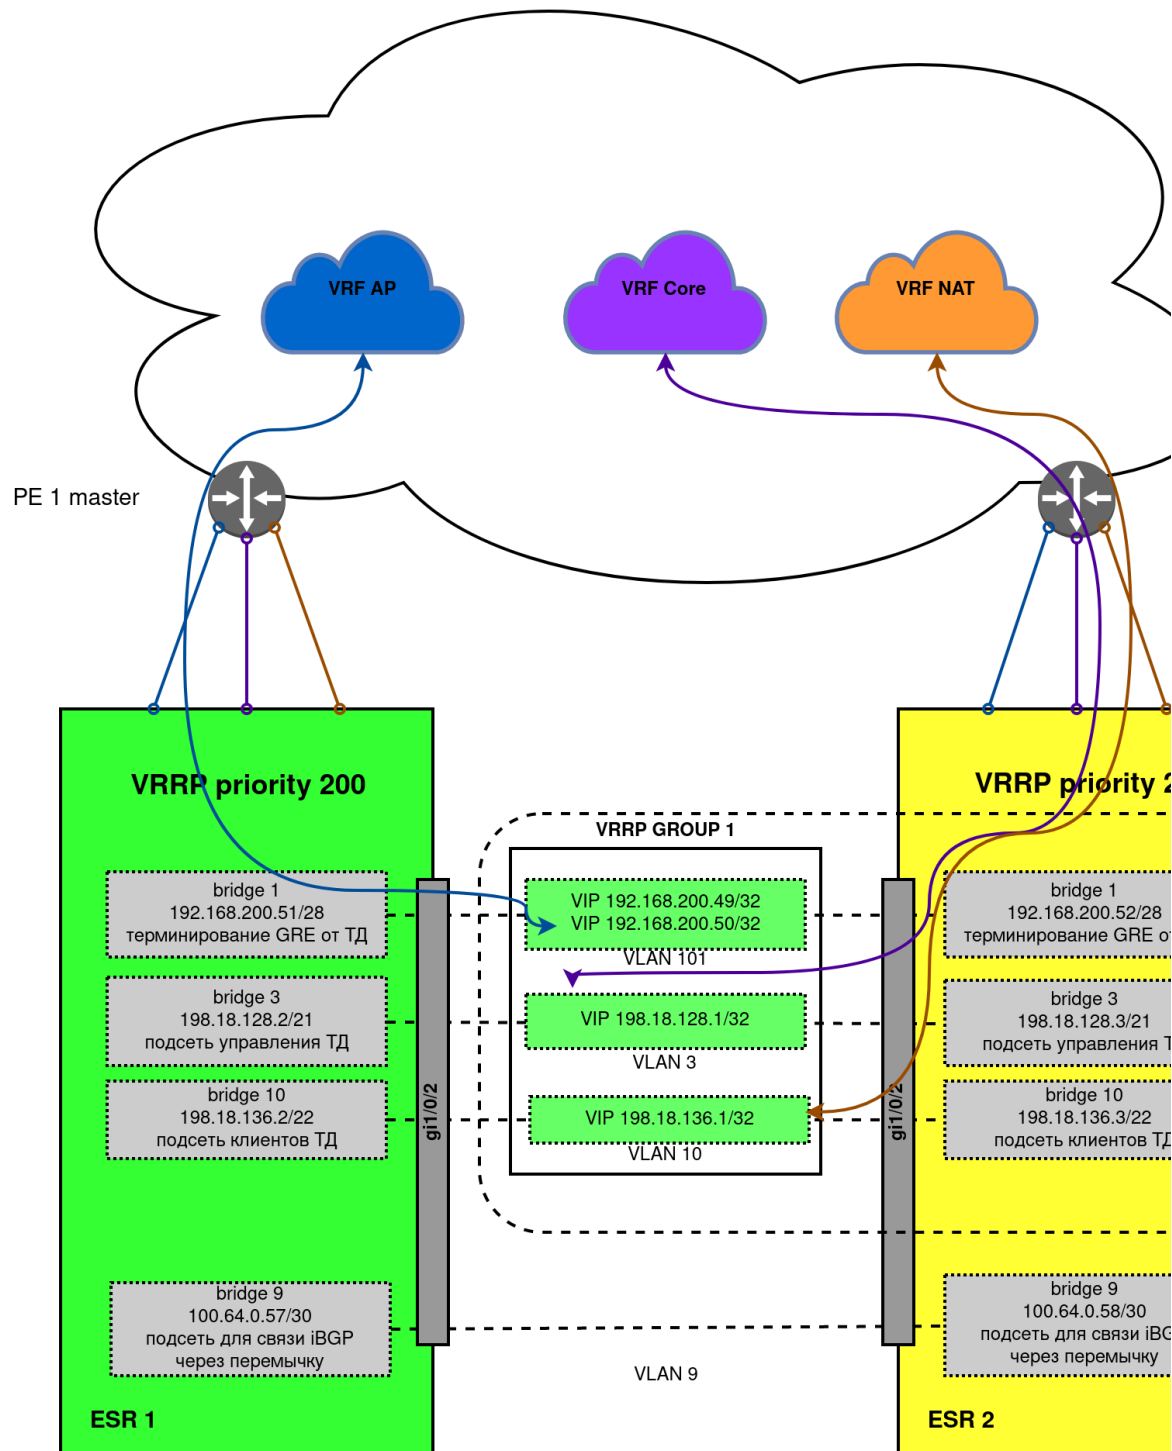 VRF AP
VRF Core
VRF NAT
PE 1 master
VRRP priority 200
VRRP priority 2
VRRP GROUP 1
bridge 1
192.168.200.51/28
терминирование GRE от ТД
VIP 192.168.200.49/32
VIP 192.168.200.50/32
VLAN 101
bridge 1
192.168.200.52/28
терминирование GRE от
bridge 3
198.18.128.2/21
подсеть управления ТД
VIP 198.18.128.1/32
VLAN 3
bridge 3
198.18.128.3/21
подсеть управления Т
bridge 10
198.18.136.2/22
подсеть клиентов ТД
VIP 198.18.136.1/32
VLAN 10
bridge 10
198.18.136.3/22
подсеть клиентов ТД
gi1/0/2
gi1/0/2
bridge 9
100.64.0.57/30
подсеть для связи iBGP
через перемычку
VLAN 9
bridge 9
100.64.0.58/30
подсеть для связи iBG
через перемычку
ESR 1
ESR 2